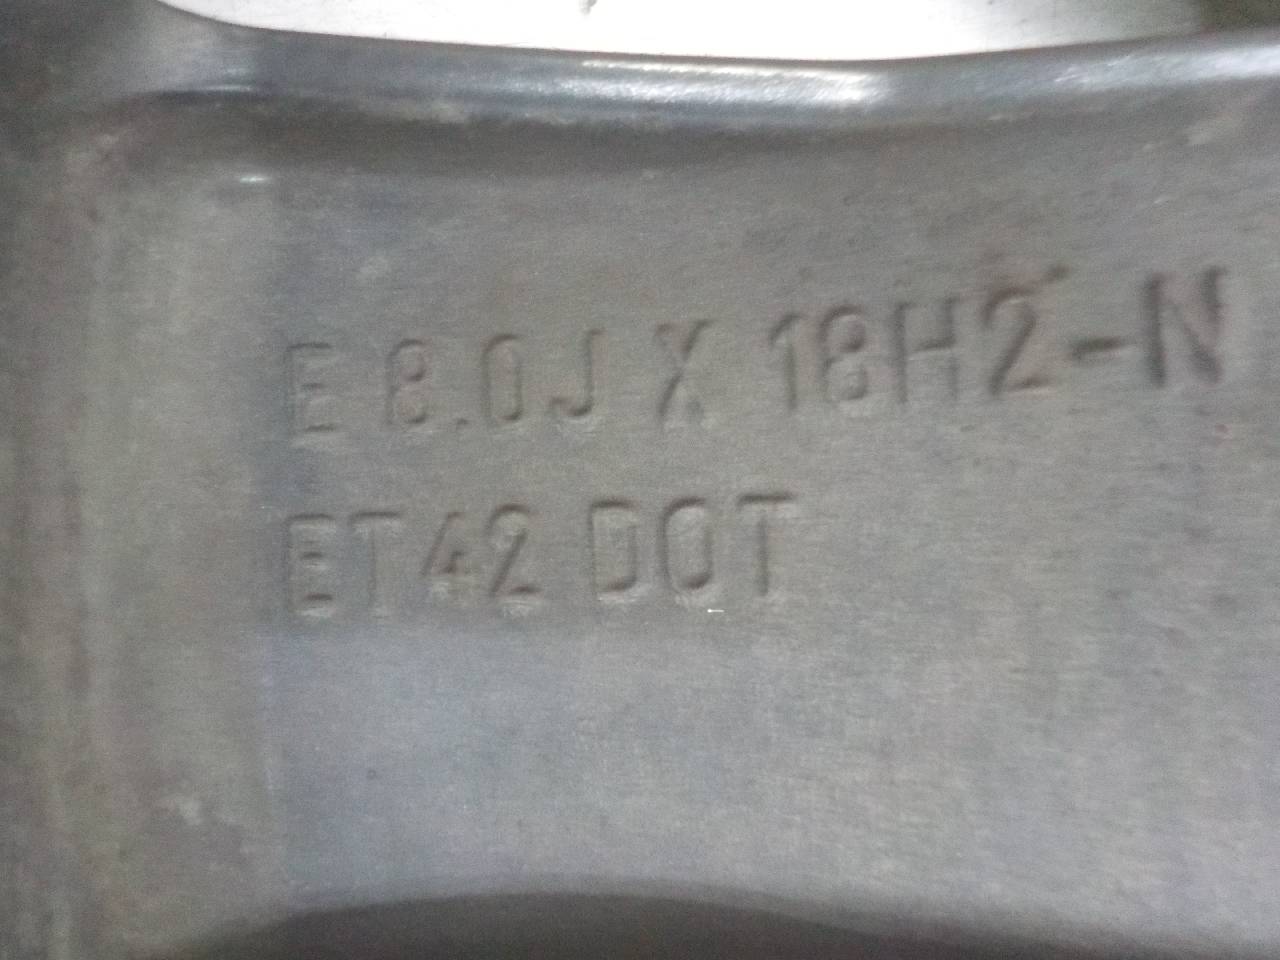 E 8.0J X 18H2-N
ET42 DOT